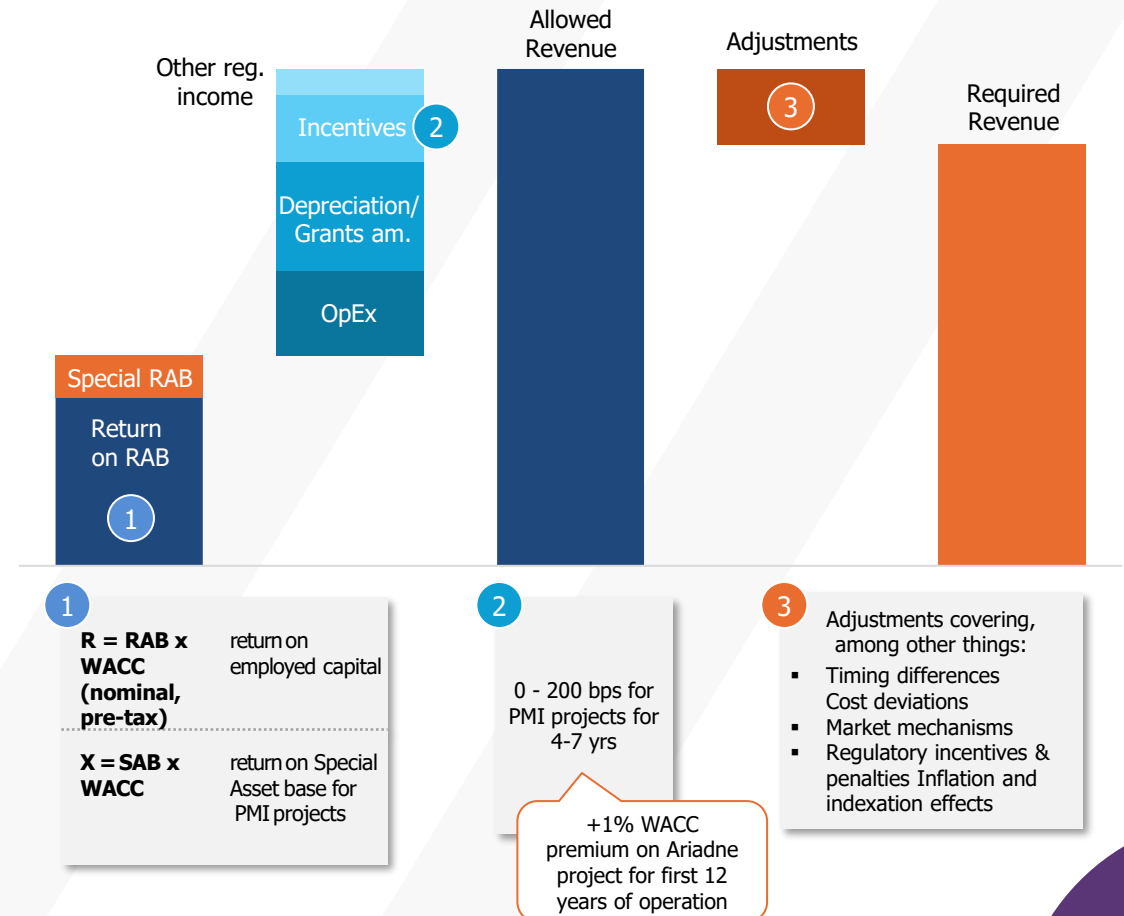 Other reg.
income
Incentives 2
Depreciation/
Grants am.
OpEx
Special RAB
Return
on RAB
1
Allowed
Revenue
Adjustments
3
Required
Revenue
1
R = RAB x
WACC
(nominal,
pre-tax)
return on
employed capital
X = SAB x
WACC
return on Special
Asset base for
PMI projects
2
0 - 200 bps for
PMI projects for
4-7 yrs
+1% WACC
premium on Ariadne
project for first 12
years of operation
3
Adjustments covering,
among other things:
▪ Timing differences
Cost deviations
▪ Market mechanisms
▪ Regulatory incentives &
penalties Inflation and
indexation effects